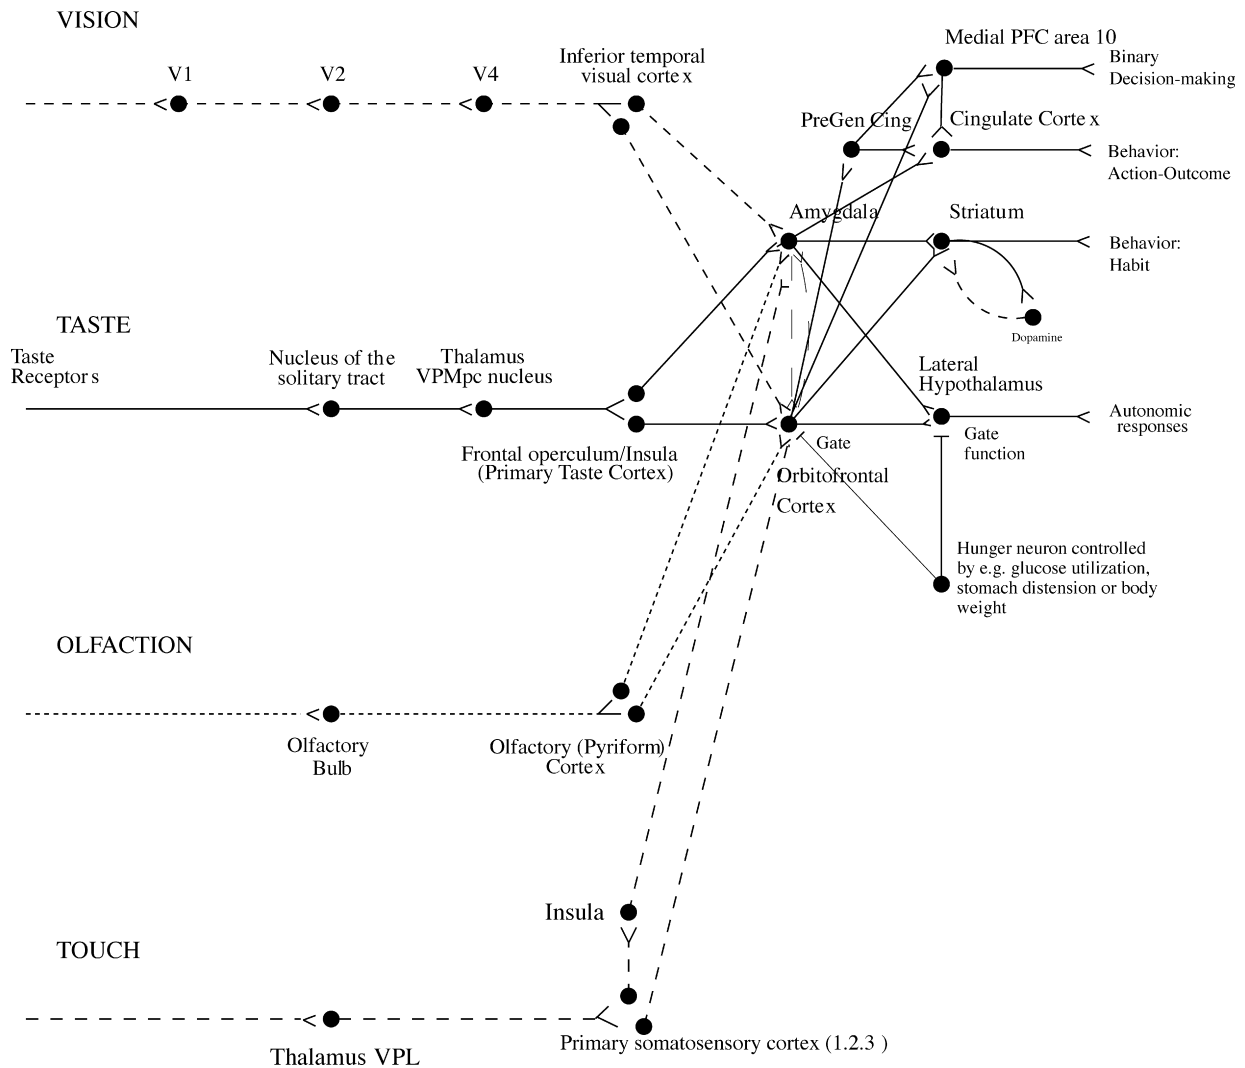 VISION
V1
V2
V4
Inferior temporal
visual cortex
Medial PFC area 10
Binary
Decision-making
PreGen Cing
Cingulate Cortex
Behavior:
Action-Outcome
Amygdala
Striatum
Behavior:
Habit
Dopamine
TASTE
Taste
Receptors
Nucleus of the
solitary tract
Thalamus
VPMpc nucleus
Frontal operculum/Insula
(Primary Taste Cortex)
Lateral
Hypothalamus
Autonomic
responses
Gate
Gate
function
Orbitofrontal
Cortex
Hunger neuron controlled
by e.g. glucose utilization,
stomach distension or body
weight
OLFACTION
Olfactory
Bulb
Olfactory (Pyriform)
Cortex
Insula
TOUCH
Thalamus VPL
Primary somatosensory cortex (1.2.3 )